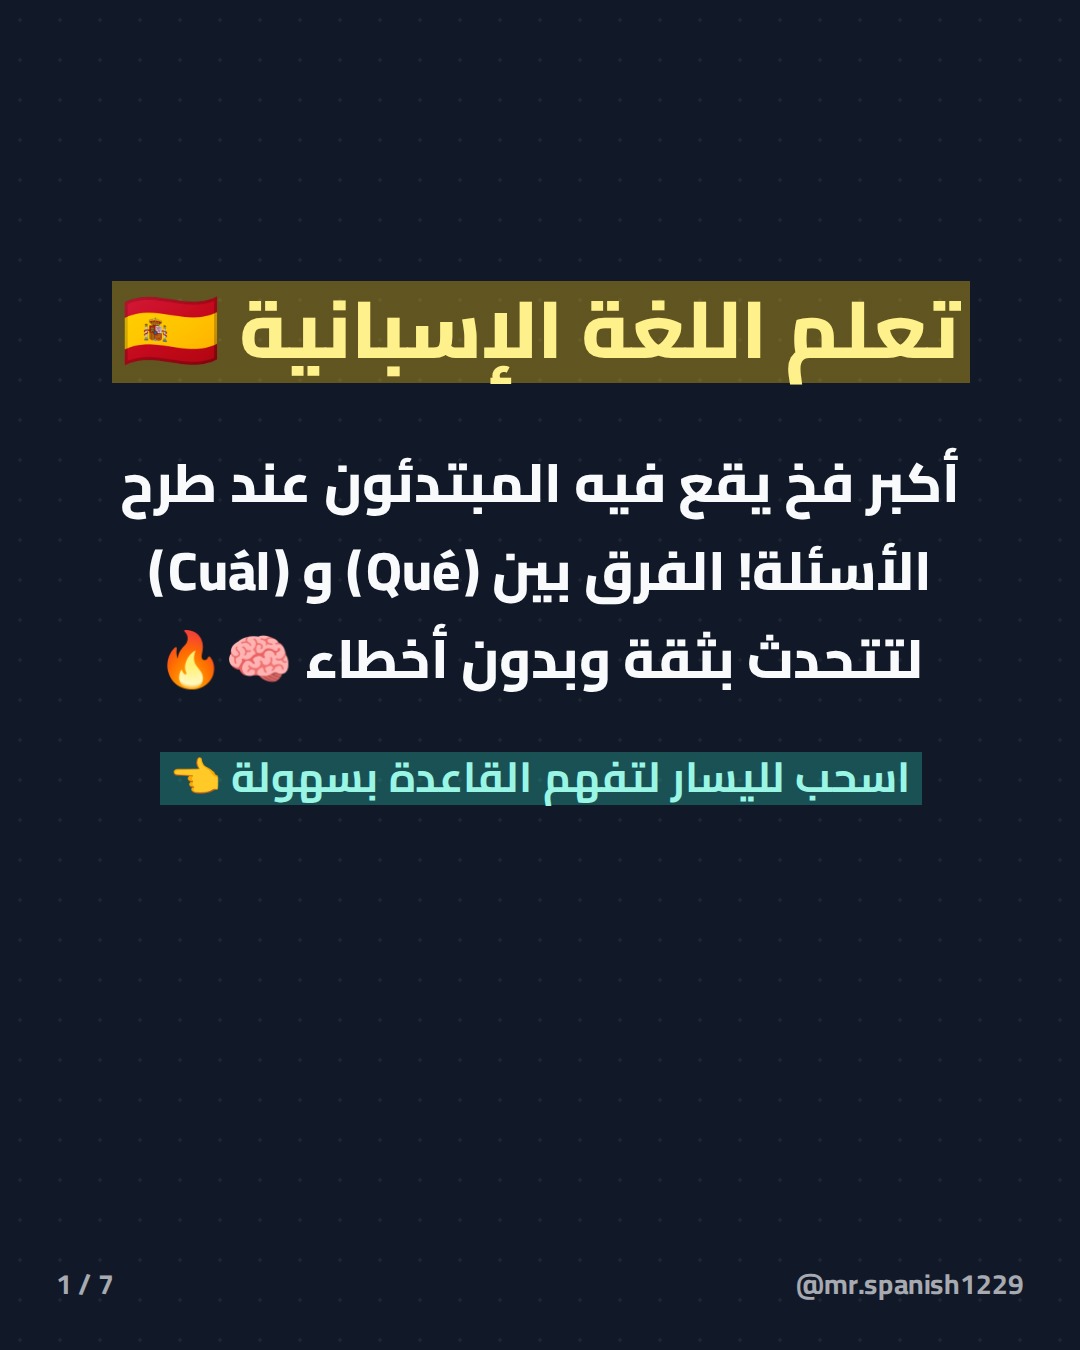 تعلم اللغة الإسبانية 🇪🇸
أكبر فخ يقع فيه المبتدئون عند طرح
الأسئلة! الفرق بين (Qué) و (Cuál)
لتتحدث بثقة وبدون أخطاء 🧠🔥
اسحب لليسار لتفهم القاعدة بسهولة 👈
1 / 7
@mr.spanish1229